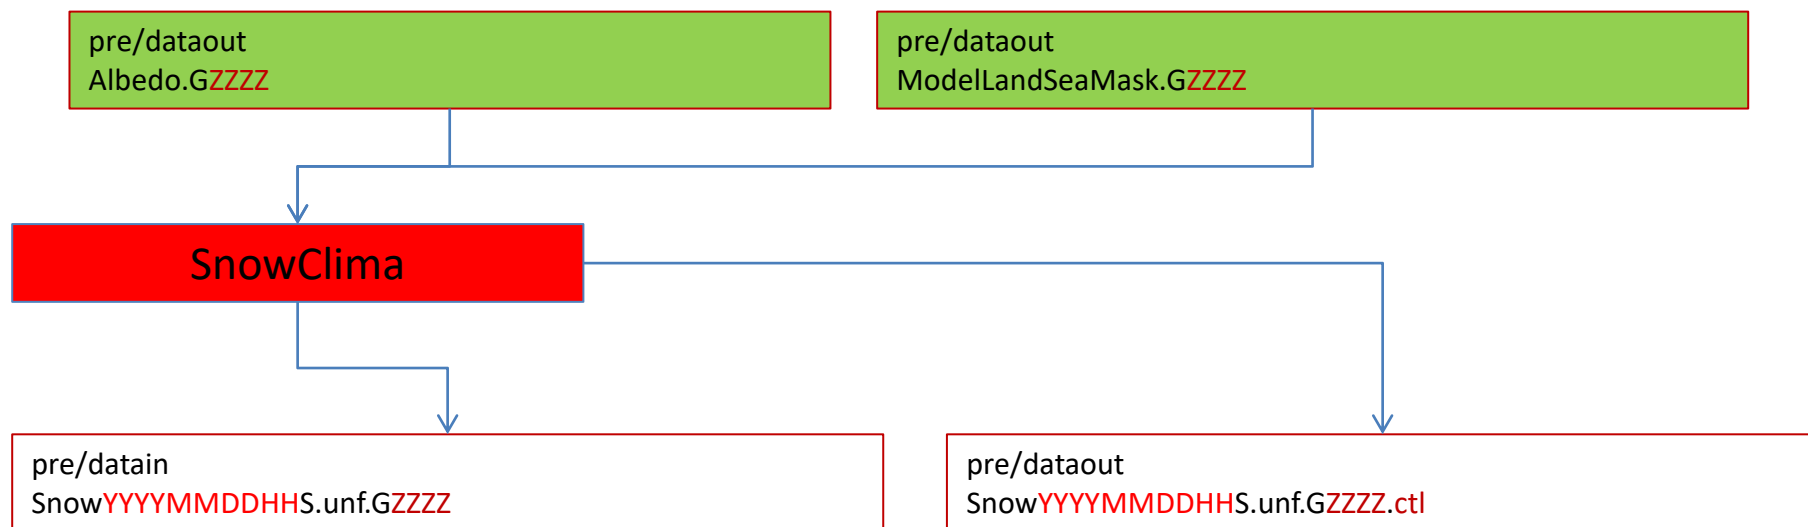 pre/dataout
Albedo.GZZZZ
pre/dataout
ModelLandSeaMask.GZZZZ
SnowClima
pre/datain
SnowYYYYMMDDHHS.unf.GZZZZ
pre/dataout
SnowYYYYMMDDHHS.unf.GZZZZ.ctl